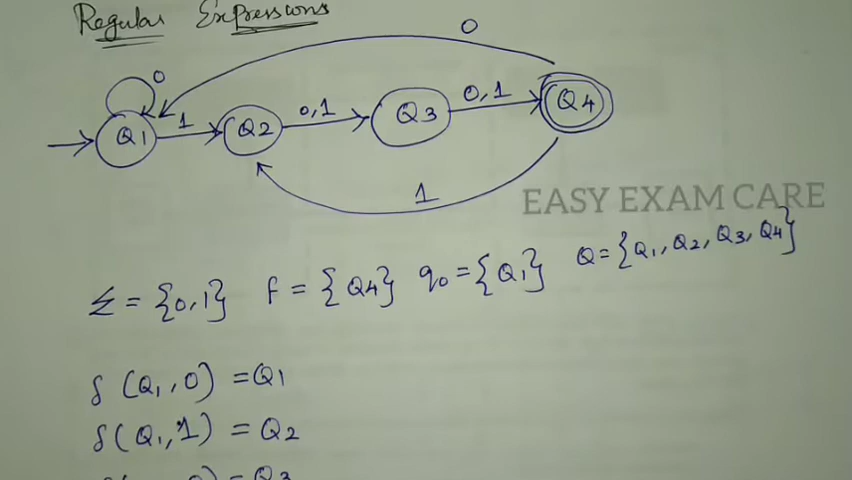 Regular Expressions
0
0
Q1 1 Q2 0,1 Q3 0,1 Q4
1
EASY EXAM CARE
Σ = {0,1} F = {Q4} q0 = {Q1} Q = {Q1, Q2, Q3, Q4}
δ (Q1, 0) = Q1
δ (Q1, 1) = Q2
= Q3